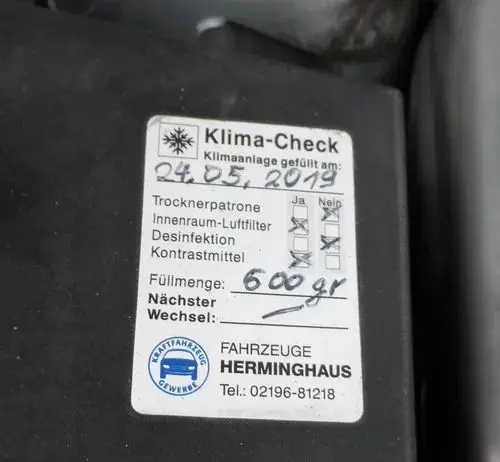 Klima-Check
Klimaanlage gefüllt am:
24.05.2019
Ja Nein
Trocknerpatrone
Innenraum-Luftfilter
Desinfektion
Kontrastmittel
Füllmenge: 600 gr
Nächster
Wechsel:
KRAFTFAHRZEUG
GEWERBE
FAHRZEUGE
HERMINGHAUS
Tel.: 02196-81218